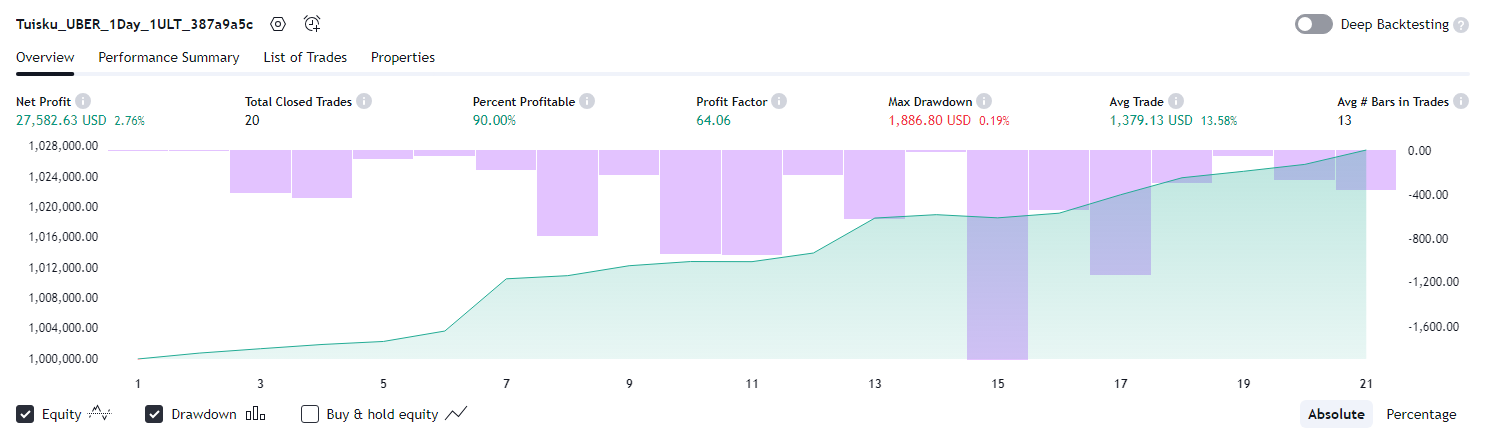 Tuisku_UBER_1Day_1ULT_387a9a5c
Deep Backtesting ?
Overview Performance Summary List of Trades Properties
Net Profit i Total Closed Trades i Percent Profitable i Profit Factor i Max Drawdown i Avg Trade i Avg # Bars in Trades i
27,582.63 USD 2.76% 20 90.00% 64.06 1,886.80 USD 0.19% 1,379.13 USD 13.58% 13
1,028,000.00 0.00
1,024,000.00
-400.00
1,020,000.00
1,016,000.00 -800.00
1,012,000.00
-1,200.00
1,008,000.00
1,004,000.00 -1,600.00
1,000,000.00
1 3 5 7 9 11 13 15 17 19 21
Equity Drawdown Buy & hold equity Absolute Percentage